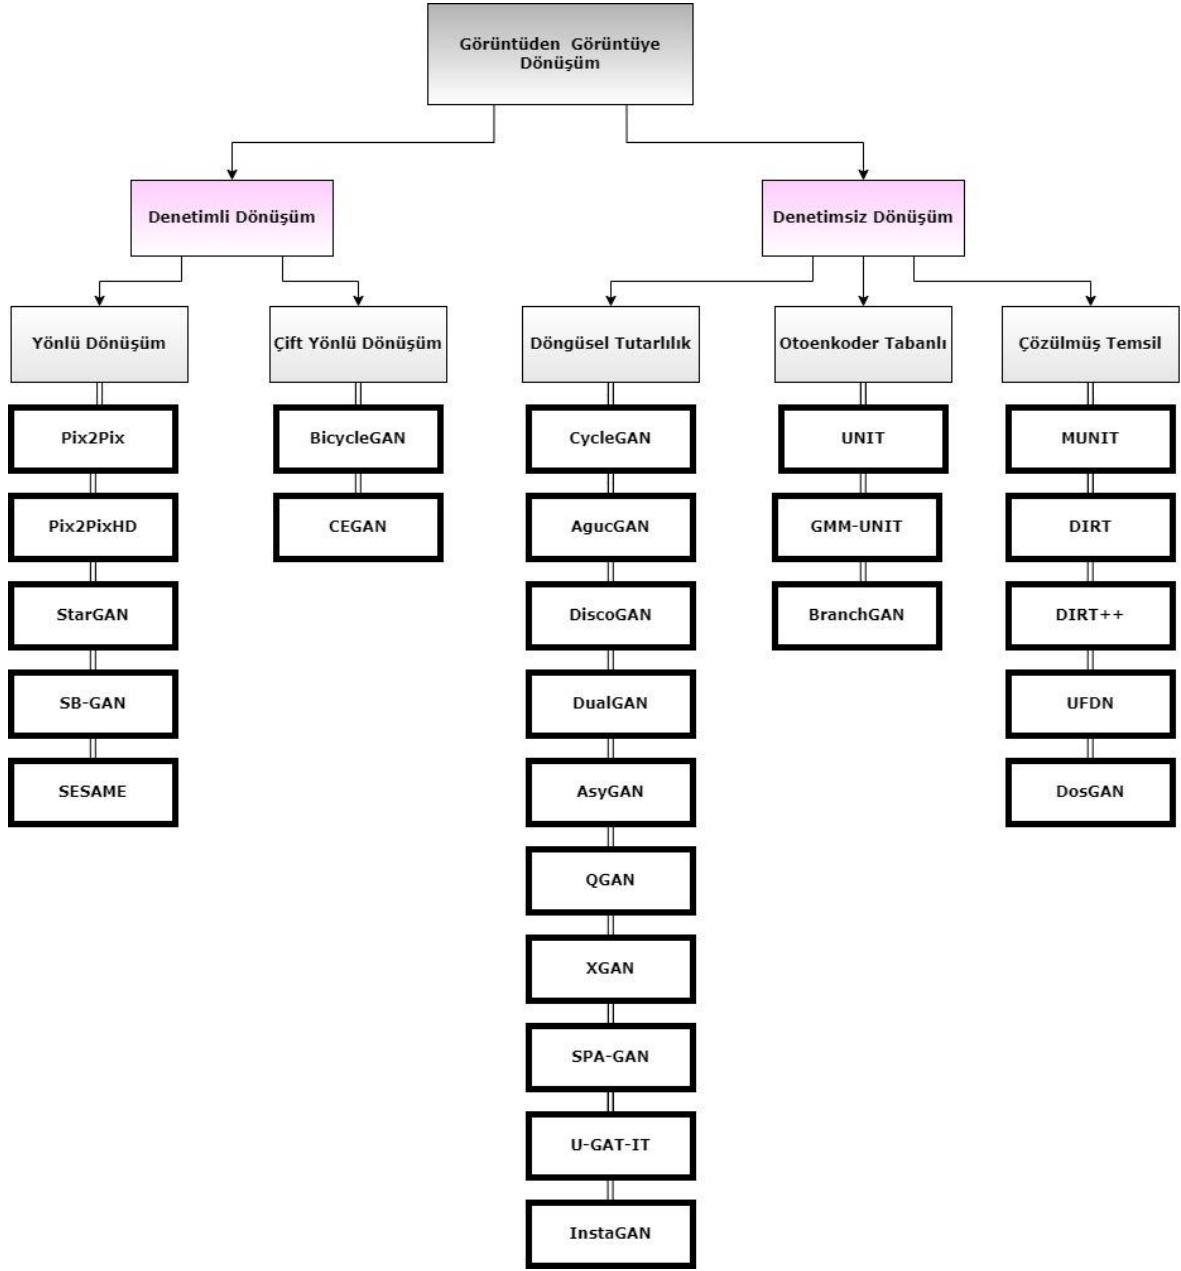 Görüntüden Görüntüye
Dönüşüm
Denetimli Dönüşüm
Denetimsiz Dönüşüm
Yönlü Dönüşüm
Çift Yönlü Dönüşüm
Döngüsel Tutarlılık
Otoenkoder Tabanlı
Çözülmüş Temsil
Pix2Pix
BicycleGAN
CycleGAN
UNIT
MUNIT
Pix2PixHD
CEGAN
AgucGAN
GMM-UNIT
DIRT
StarGAN
DiscoGAN
BranchGAN
DIRT++
SB-GAN
DualGAN
UFDN
SESAME
AsyGAN
DosGAN
QGAN
XGAN
SPA-GAN
U-GAT-IT
InstaGAN